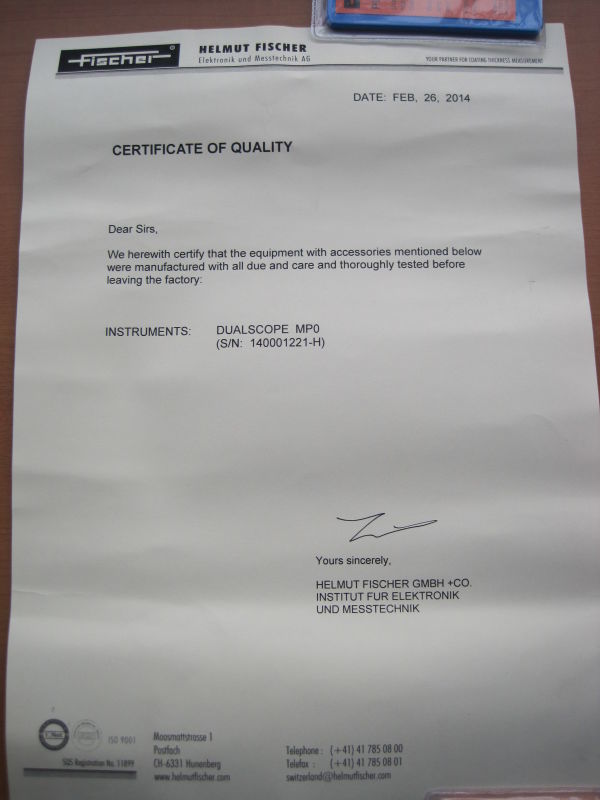 Fischer®
HELMUT FISCHER
Elektronik und Messtechnik AG
YOUR PARTNER FOR COATING THICKNESS MEASUREMENT
DATE: FEB, 26, 2014
CERTIFICATE OF QUALITY
Dear Sirs,
We herewith certify that the equipment with accessories mentioned below
were manufactured with all due and care and thoroughly tested before
leaving the factory:
INSTRUMENTS: DUALSCOPE MP0
(S/N: 140001221-H)
Yours sincerely,
HELMUT FISCHER GMBH +CO.
INSTITUT FUR ELEKTRONIK
UND MESSTECHNIK
ISO 9001
SQS Registration No. 11899
Moosmattstrasse 1
Postfach
CH-6331 Hunenberg
www.helmutfischer.com
Telephone : (+41) 41 785 08 00
Telefax : (+41) 41 785 08 01
switzerland@helmutfischer.com